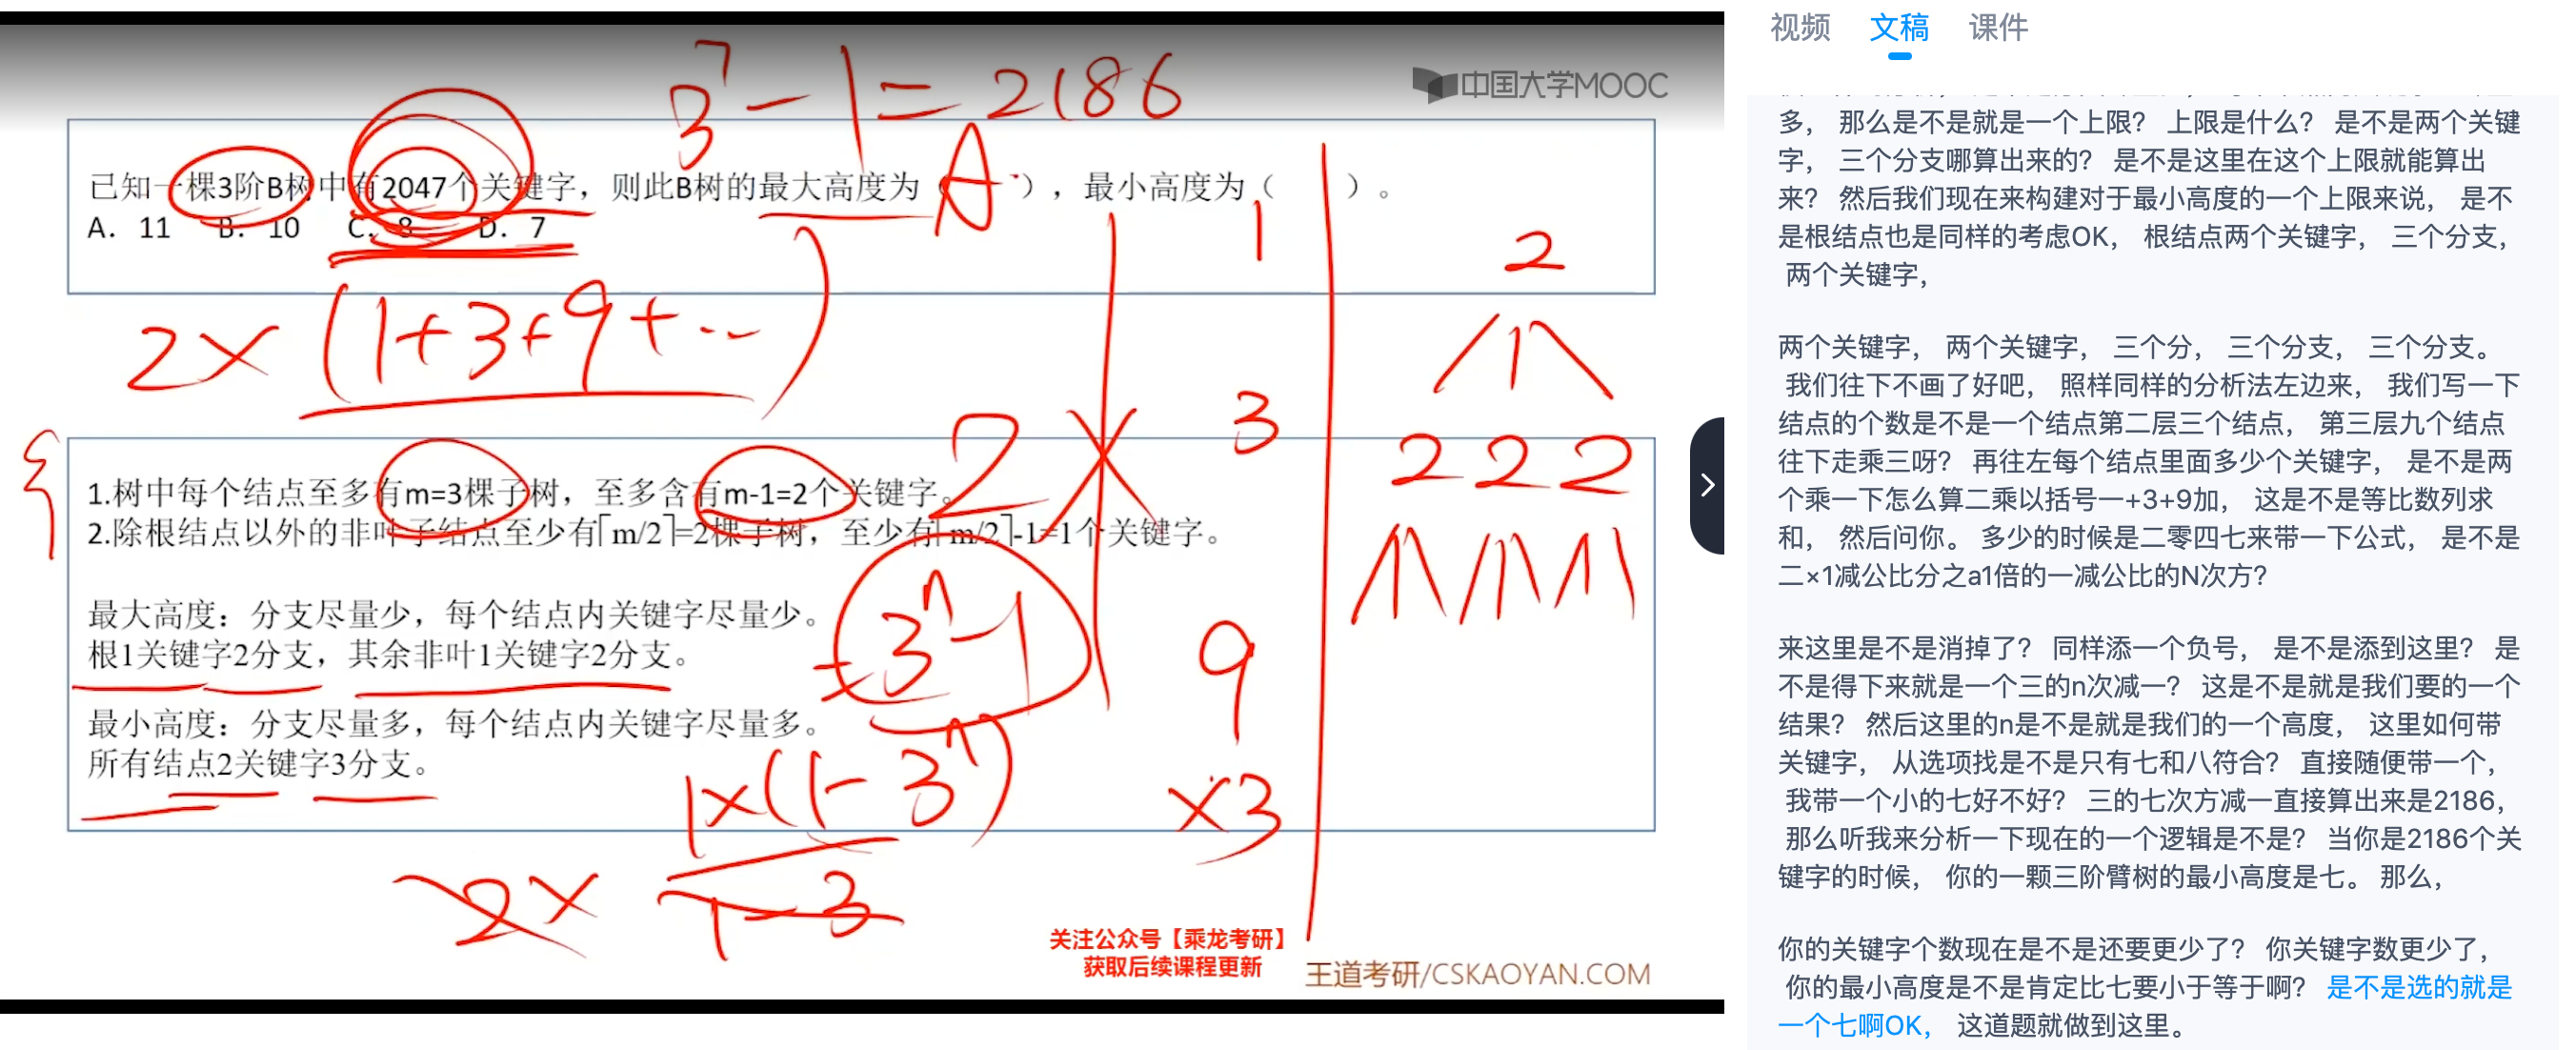 3⁷-1=2186
中国大学MOOC
已知一棵3阶B树中有2047个关键字，则此B树的最大高度为（A），最小高度为（ ）。
A. 11 B. 10 C. 8 D. 7
2×(1+3+9+…)
1
2
3
2 2 2
9
×3
1.树中每个结点至多有m=3棵子树，至多含有m-1=2个关键字。
2.除根结点以外的非叶子结点至少有⌈m/2⌉=2棵子树，至少有⌈m/2⌉-1=1个关键字。
最大高度：分支尽量少，每个结点内关键字尽量少。
根1关键字2分支，其余非叶1关键字2分支。
最小高度：分支尽量多，每个结点内关键字尽量多。
所有结点2关键字3分支。
2×
=3ⁿ-1
1×(1-3ⁿ)
2×
1-3
关注公众号【乘龙考研】
获取后续课程更新
王道考研/CSKAOYAN.COM
视频 文稿 课件
多， 那么是不是就是一个上限？ 上限是什么？ 是不是两个关键
字， 三个分支哪算出来的？ 是不是这里在这个上限就能算出
来？ 然后我们现在来构建对于最小高度的一个上限来说， 是不
是根结点也是同样的考虑OK， 根结点两个关键字， 三个分支，
两个关键字，
两个关键字， 两个关键字， 三个分， 三个分支， 三个分支。
我们往下不画了好吧， 照样同样的分析法左边来， 我们写一下
结点的个数是不是一个结点第二层三个结点， 第三层九个结点
往下走乘三呀？ 再往左每个结点里面多少个关键字， 是不是两
个乘一下怎么算二乘以括号一+3+9加， 这是不是等比数列求
和， 然后问你。 多少的时候是二零四七来带一下公式， 是不是
二×1减公比分之a1倍的一减公比的N次方？
来这里是不是消掉了？ 同样添一个负号， 是不是添到这里？ 是
不是得下来就是一个三的n次减一？ 这是不是就是我们要的一个
结果？ 然后这里的n是不是就是我们的一个高度， 这里如何带
关键字， 从选项找是不是只有七和八符合？ 直接随便带一个，
我带一个小的七好不好？ 三的七次方减一直接算出来是2186，
那么听我来分析一下现在的一个逻辑是不是？ 当你是2186个关
键字的时候， 你的一颗三阶臂树的最小高度是七。 那么，
你的关键字个数现在是不是还要更少了？ 你关键字数更少了，
你的最小高度是不是肯定比七要小于等于啊？ 是不是选的就是
一个七啊OK， 这道题就做到这里。